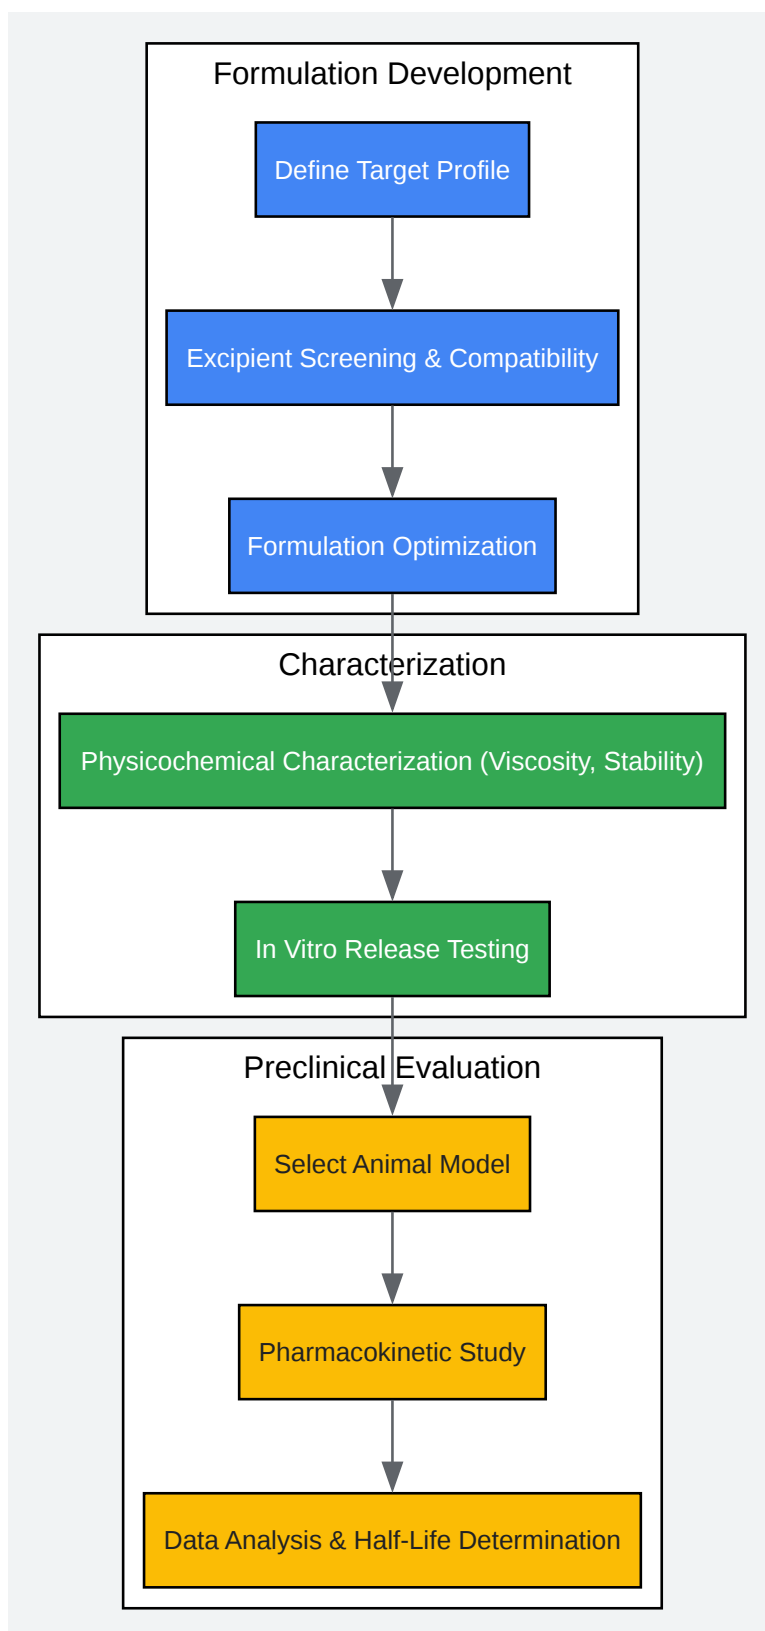 Formulation Development
Define Target Profile
Excipient Screening & Compatibility
Formulation Optimization
Characterization
Physicochemical Characterization (Viscosity, Stability)
In Vitro Release Testing
Preclinical Evaluation
Select Animal Model
Pharmacokinetic Study
Data Analysis & Half-Life Determination